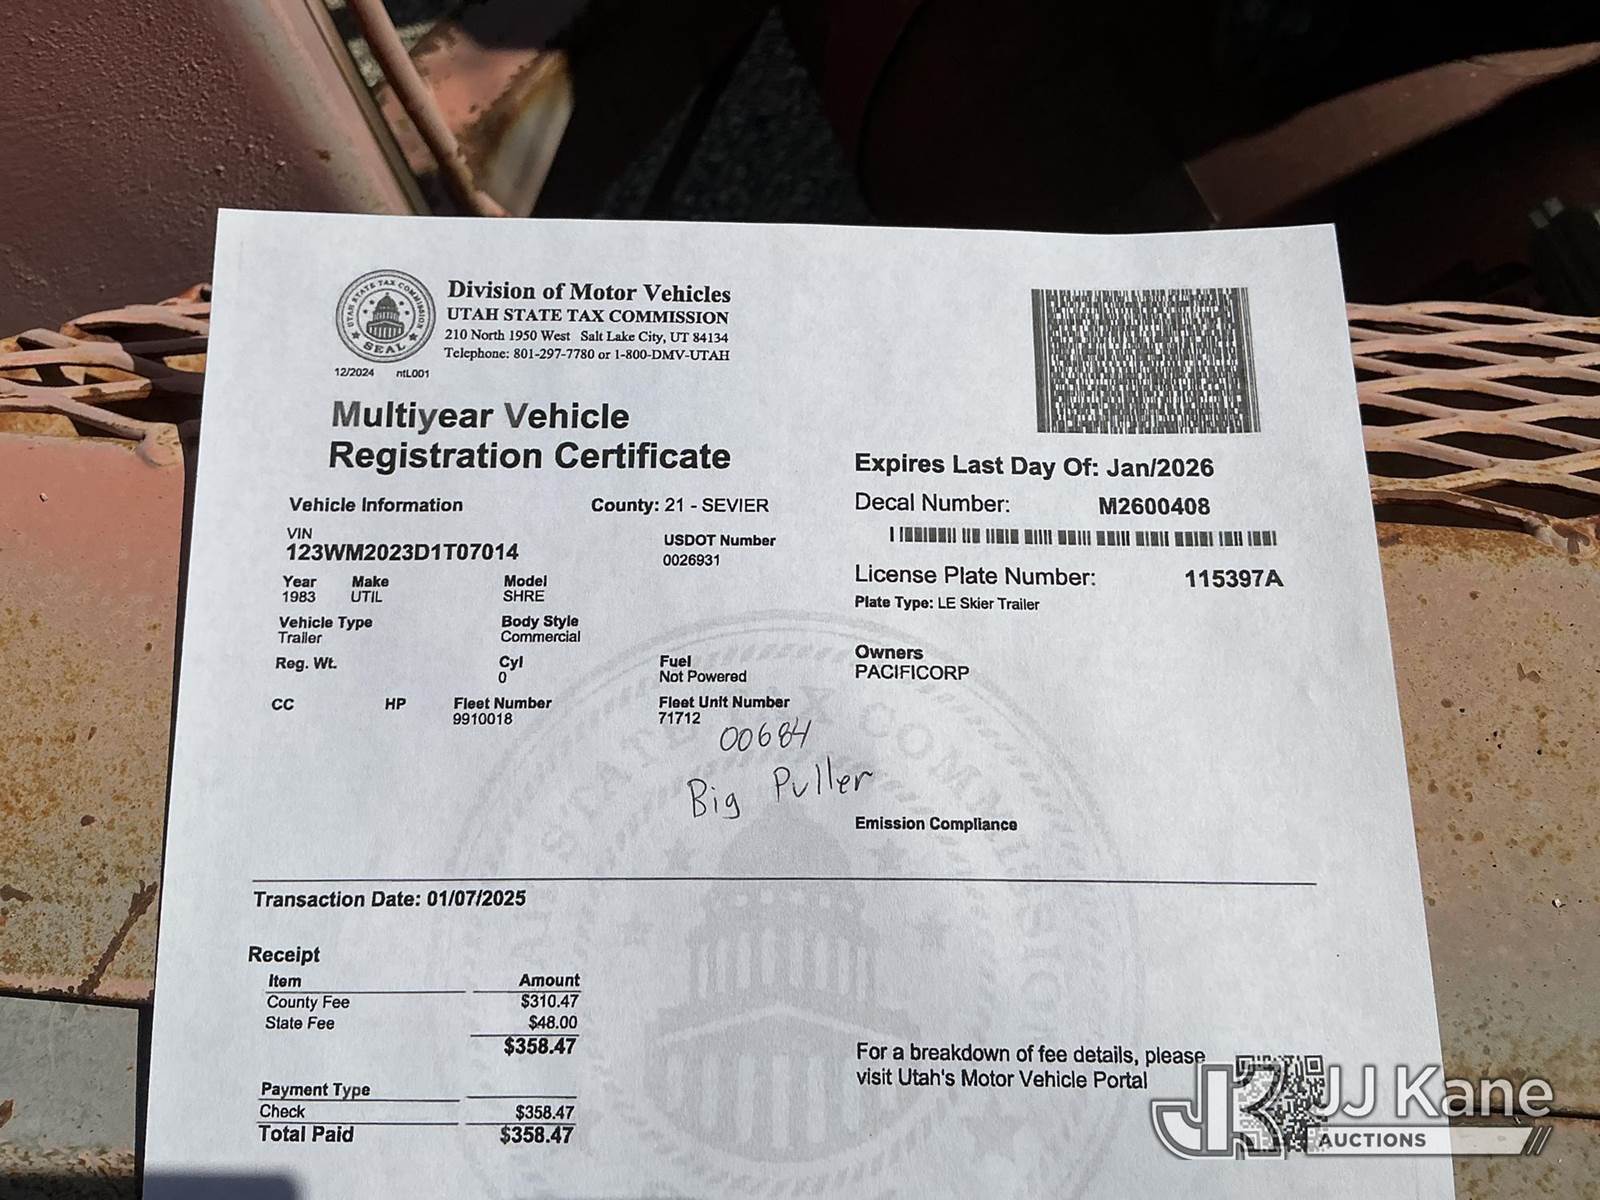 UTAH STATE TAX COMMISSION
SEAL
Division of Motor Vehicles
UTAH STATE TAX COMMISSION
210 North 1950 West Salt Lake City, UT 84134
Telephone: 801-297-7780 or 1-800-DMV-UTAH
12/2024 ntL001
Multiyear Vehicle
Registration Certificate
Expires Last Day Of: Jan/2026
Vehicle Information
County: 21 - SEVIER
Decal Number: M2600408
VIN
123WM2023D1T07014
USDOT Number
0026931
License Plate Number: 115397A
Plate Type: LE Skier Trailer
Year Make Model
1983 UTIL SHRE
Vehicle Type Body Style
Trailer Commercial
Owners
PACIFICORP
Reg. Wt. Cyl Fuel
0 Not Powered
CC HP Fleet Number Fleet Unit Number
9910018 71712
00684
Big Puller
Emission Compliance
Transaction Date: 01/07/2025
Receipt
Item Amount
County Fee $310.47
State Fee $48.00
$358.47
For a breakdown of fee details, please
visit Utah's Motor Vehicle Portal
Payment Type
Check $358.47
Total Paid $358.47
JK JJ Kane
AUCTIONS